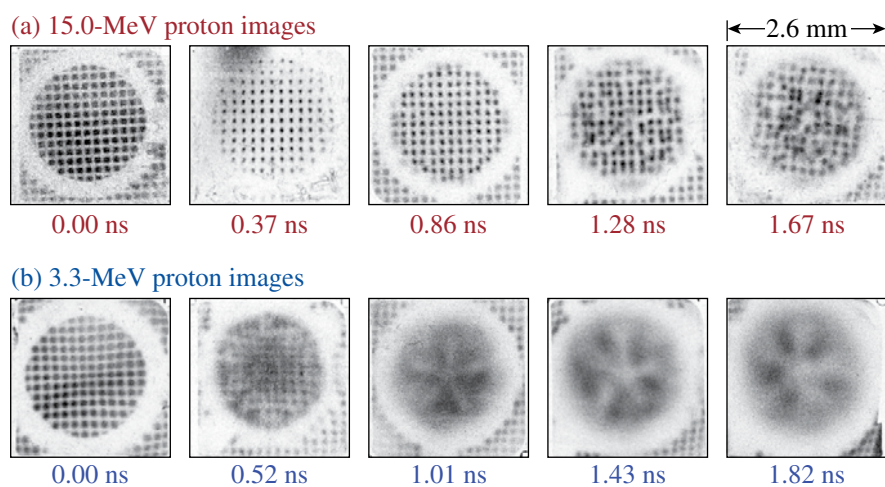 (a) 15.0-MeV proton images
2.6 mm
0.00 ns
0.37 ns
0.86 ns
1.28 ns
1.67 ns
(b) 3.3-MeV proton images
0.00 ns
0.52 ns
1.01 ns
1.43 ns
1.82 ns